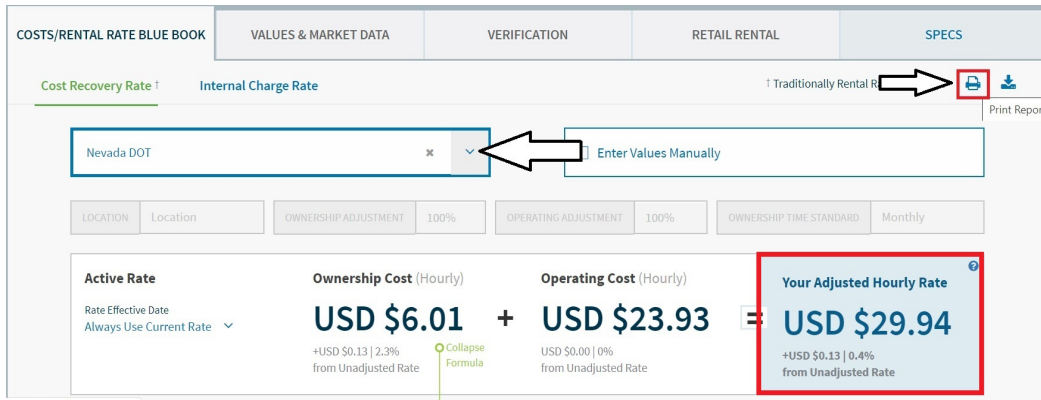 COSTS/RENTAL RATE BLUE BOOK
VALUES & MARKET DATA
VERIFICATION
RETAIL RENTAL
SPECS
Cost Recovery Rate †
Internal Charge Rate
† Traditionally Rental R
Print Repor
Nevada DOT
Enter Values Manually
LOCATION Location
OWNERSHIP ADJUSTMENT 100%
OPERATING ADJUSTMENT 100%
OWNERSHIP TIME STANDARD Monthly
Active Rate
Rate Effective Date
Always Use Current Rate
Ownership Cost (Hourly)
USD $6.01
+USD $0.13 | 2.3%
from Unadjusted Rate
Collapse
Formula
+
Operating Cost (Hourly)
USD $23.93
USD $0.00 | 0%
from Unadjusted Rate
=
Your Adjusted Hourly Rate
USD $29.94
+USD $0.13 | 0.4%
from Unadjusted Rate